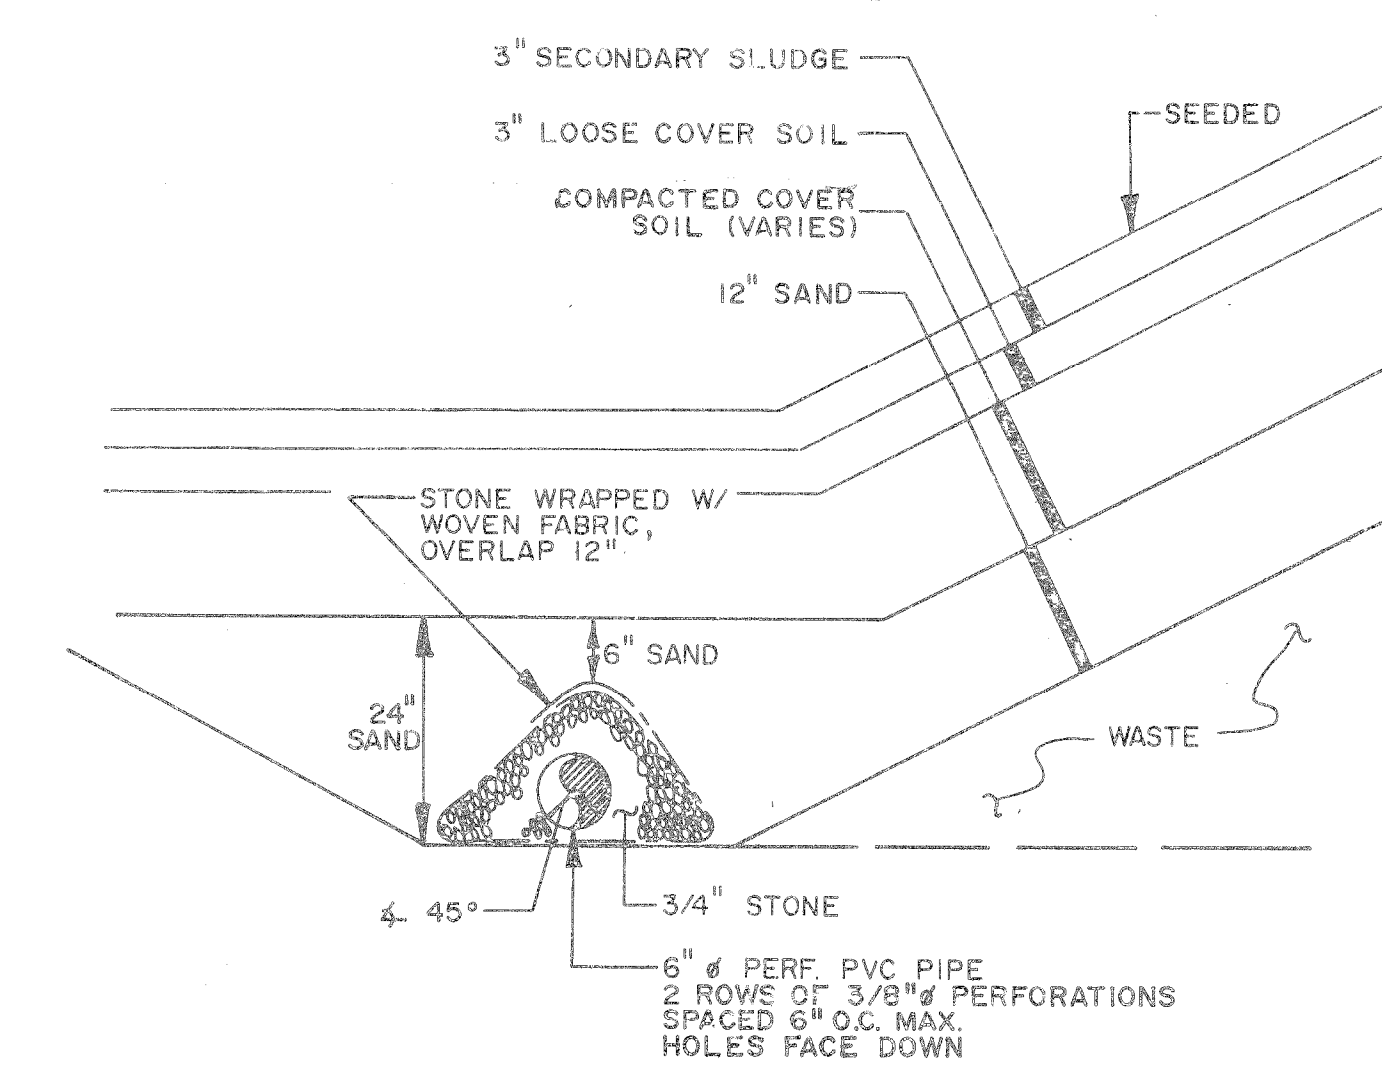 3" SECONDARY SLUDGE
SEEDED
3" LOOSE COVER SOIL
COMPACTED COVER
SOIL (VARIES)
12" SAND
STONE WRAPPED W/
WOVEN FABRIC,
OVERLAP 12"
6" SAND
24"
SAND
WASTE
∡ 45°
3/4" STONE
6" ø PERF. PVC PIPE
2 ROWS OF 3/8"ø PERFORATIONS
SPACED 6" O.C. MAX.
HOLES FACE DOWN